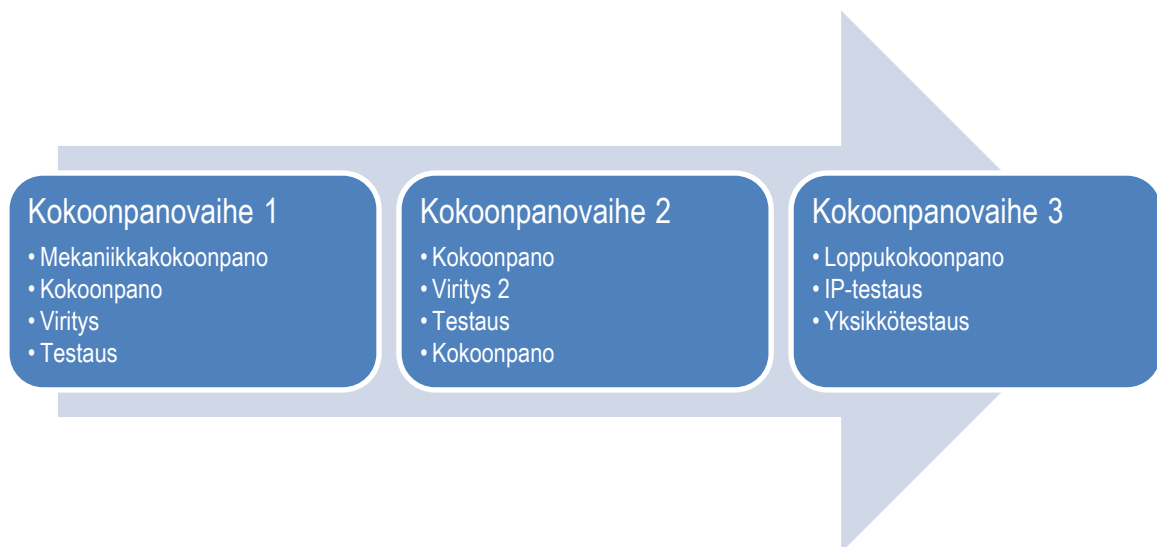 Kokoonpanovaihe 1
• Mekaniikkakokoonpano
• Kokoonpano
• Viritys
• Testaus
Kokoonpanovaihe 2
• Kokoonpano
• Viritys 2
• Testaus
• Kokoonpano
Kokoonpanovaihe 3
• Loppukokoonpano
• IP-testaus
• Yksikkötestaus